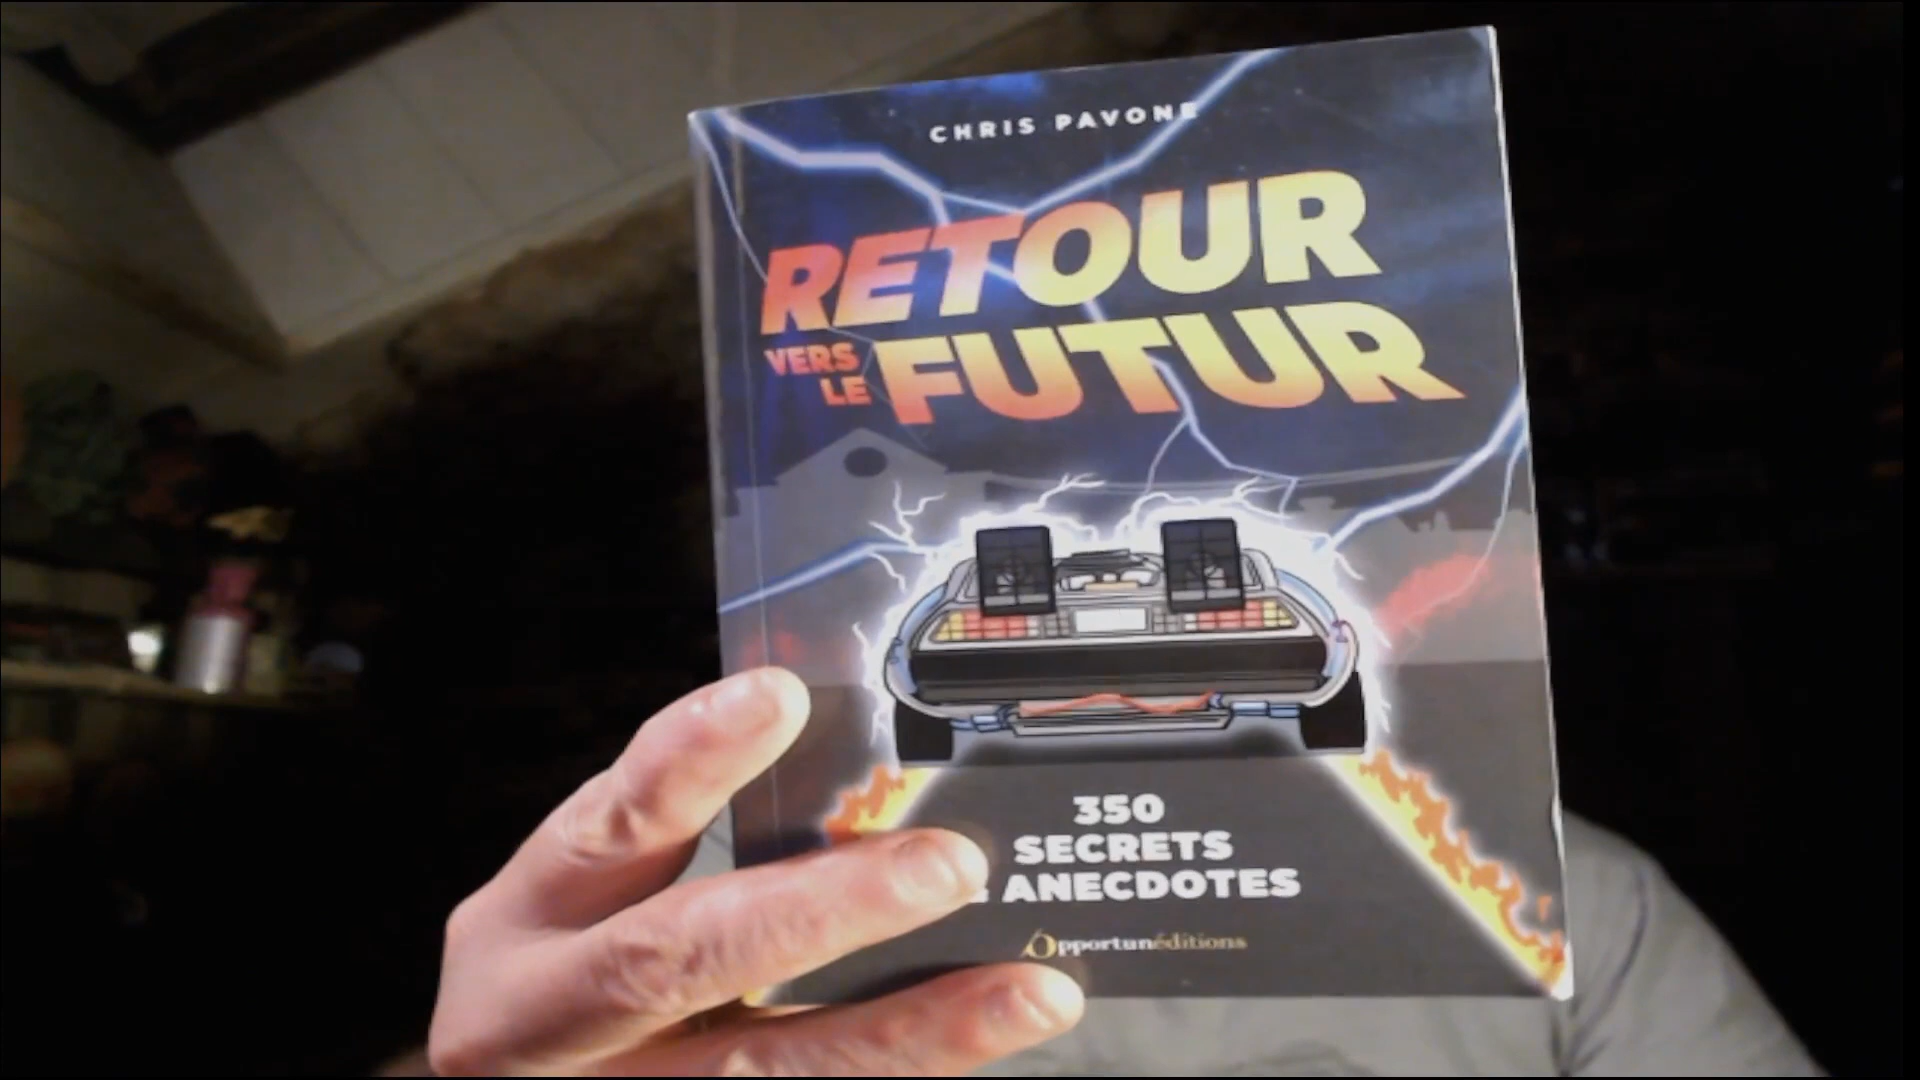 CHRIS PAVONE
RETOUR
VERS
LE
FUTUR
350
SECRETS
ANECDOTES
Opportunéditions